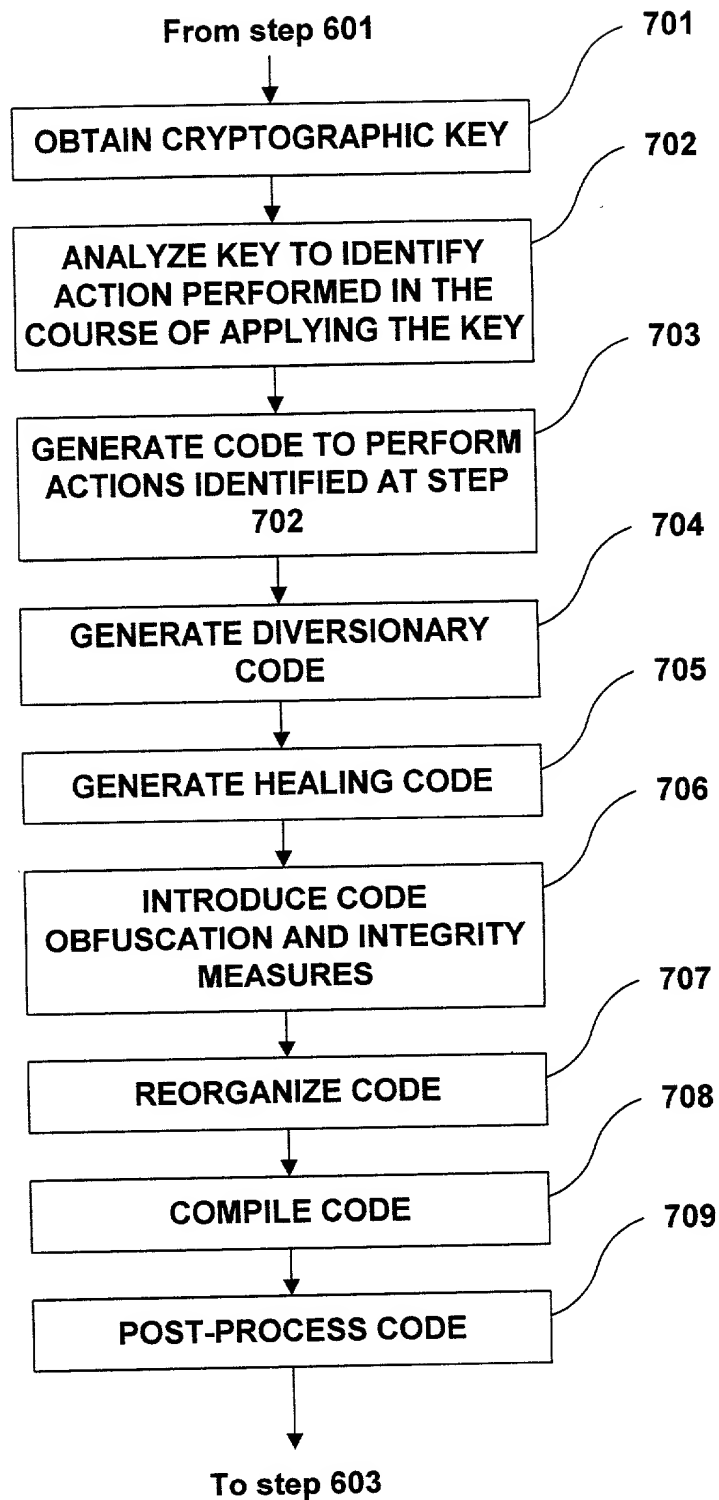 From step 601
701
OBTAIN CRYPTOGRAPHIC KEY
702
ANALYZE KEY TO IDENTIFY
ACTION PERFORMED IN THE
COURSE OF APPLYING THE KEY
703
GENERATE CODE TO PERFORM
ACTIONS IDENTIFIED AT STEP
702
704
GENERATE DIVERSIONARY
CODE
705
GENERATE HEALING CODE
706
INTRODUCE CODE
OBFUSCATION AND INTEGRITY
MEASURES
707
REORGANIZE CODE
708
COMPILE CODE
709
POST-PROCESS CODE
To step 603